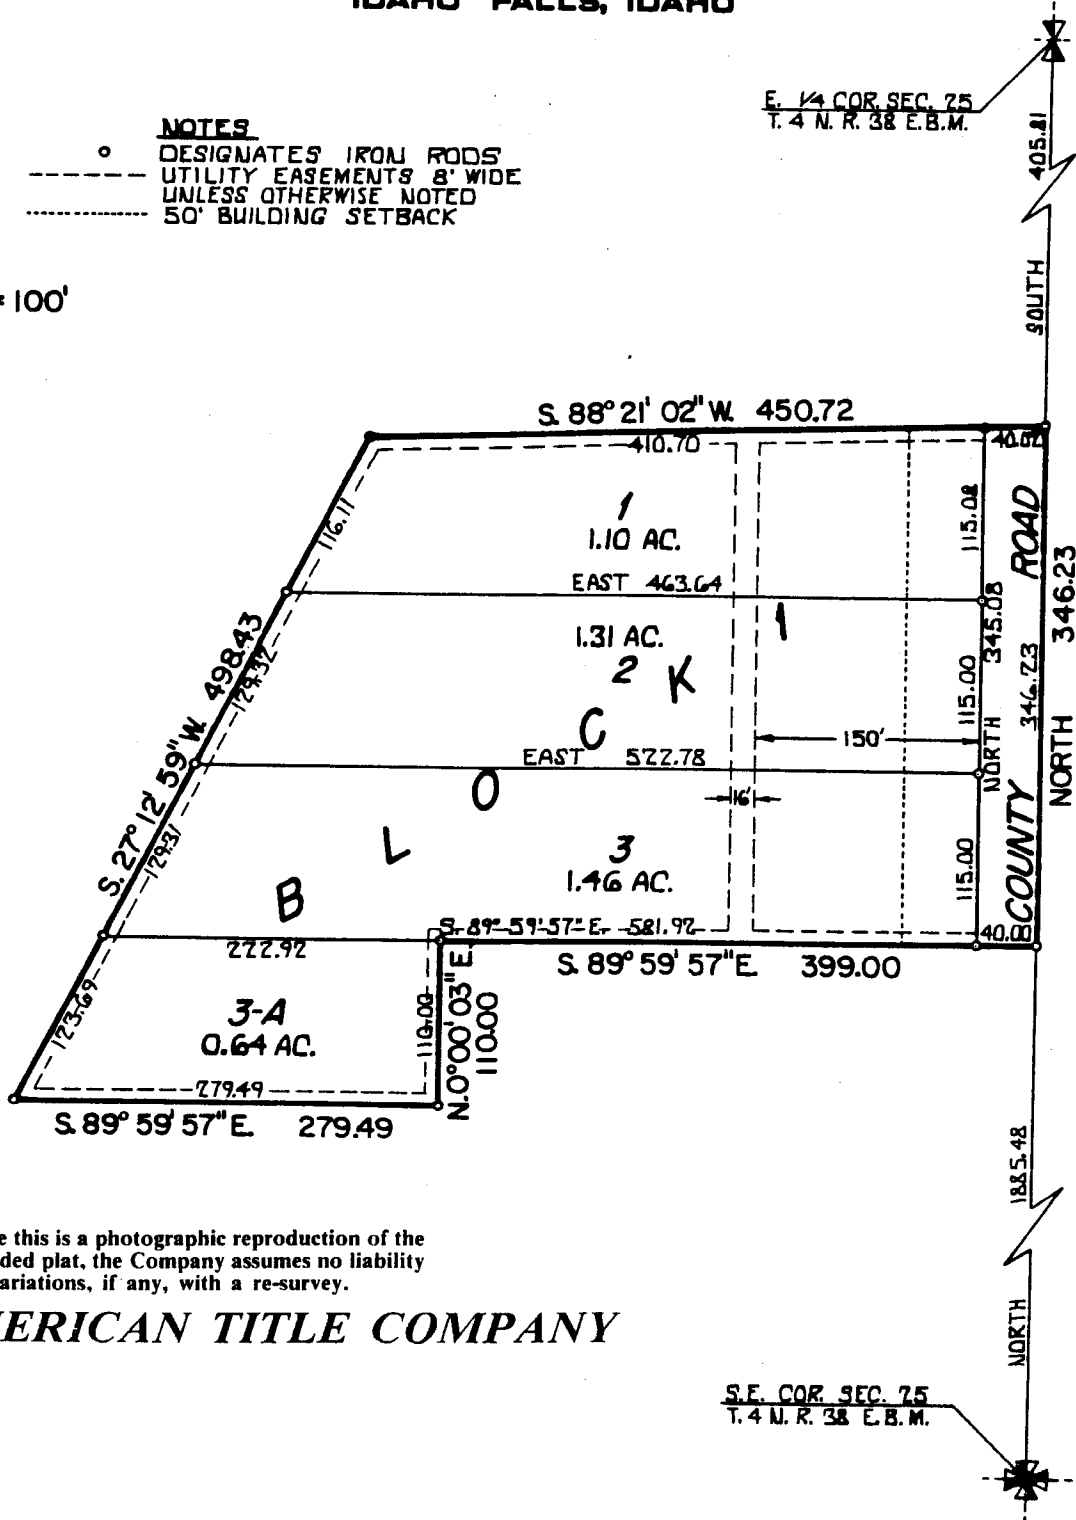 IDAHO FALLS, IDAHO
E. 1/4 COR. SEC. 25
T. 4 N. R. 38 E.B.M.
405.81
NOTES
DESIGNATES IRON RODS
UTILITY EASEMENTS 8' WIDE
UNLESS OTHERWISE NOTED
50' BUILDING SETBACK
= 100'
SOUTH
S. 88° 21' 02" W. 450.72
410.70
40.02
116.11
1
1.10 AC.
115.08
COUNTY ROAD
EAST 463.64
NORTH 345.08
346.23
NORTH 346.23
S. 27° 12' 59" W. 498.43
129.32
1.31 AC.
2
BLOCK 1
115.00
150'
EAST 522.78
16'
129.31
3
1.46 AC.
115.00
S. 89°-59'-57" E. 581.92
40.00
222.92
S. 89° 59' 57" E. 399.00
123.69
3-A
0.64 AC.
110.00
N. 0° 00' 03" E.
110.00
279.49
S. 89° 59' 57" E. 279.49
1885.48
e this is a photographic reproduction of the
ded plat, the Company assumes no liability
ariations, if any, with a re-survey.
ERICAN TITLE COMPANY
NORTH
S.E. COR. SEC. 25
T. 4 N. R. 38 E.B.M.